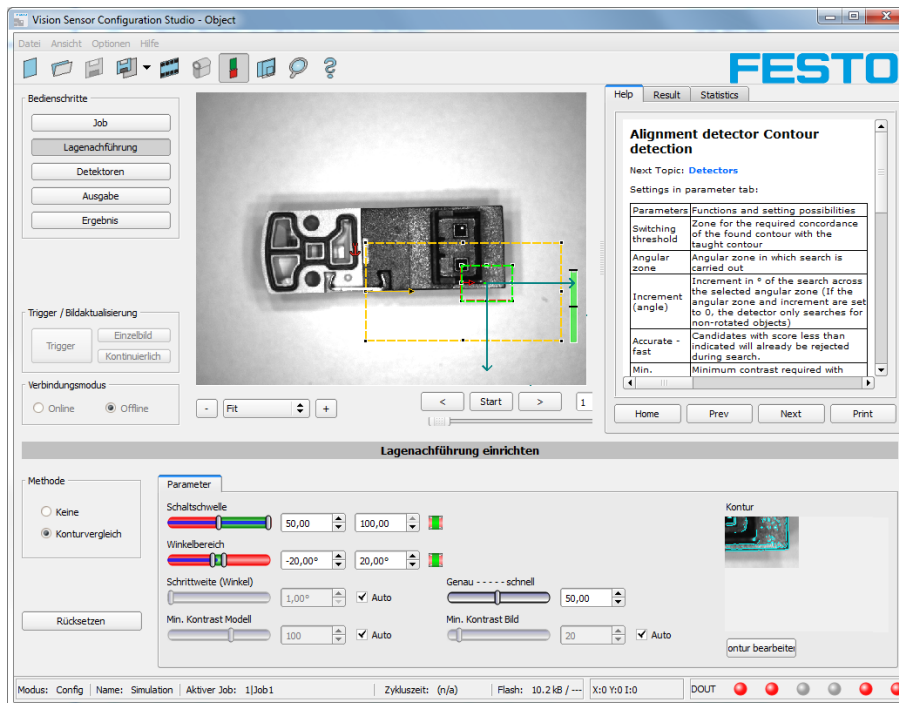 Vision Sensor Configuration Studio - Object
Datei Ansicht Optionen Hilfe
FESTO
Bedienschritte
Job
Lagenachführung
Detektoren
Ausgabe
Ergebnis
Trigger / Bildaktualisierung
Trigger
Einzelbild
Kontinuierlich
Verbindungsmodus
Online
Offline
-
Fit
+
<
Start
>
1
Help Result Statistics
Alignment detector Contour
detection
Next Topic: Detectors
Settings in parameter tab:
Parameters Functions and setting possibilities
Switching threshold Zone for the required concordance of the found contour with the taught contour
Angular zone Angular zone in which search is carried out
Increment (angle) Increment in ° of the search across the selected angular zone (If the angular zone and increment are set to 0, the detector only searches for non-rotated objects)
Accurate - fast Candidates with score less than indicated will already be rejected during search.
Min. Minimum contrast required with
Home Prev Next Print
Lagenachführung einrichten
Methode
Keine
Konturvergleich
Rücksetzen
Parameter
Schaltschwelle
50,00 100,00
Winkelbereich
-20,00° 20,00°
Schrittweite (Winkel)
1,00° Auto
Genau - - - - - schnell
50,00
Min. Kontrast Modell
100 Auto
Min. Kontrast Bild
20 Auto
Kontur
ontur bearbeite
Modus: Config Name: Simulation Aktiver Job: 1|Job1 Zykluszeit: (n/a) Flash: 10.2 kB / --- X:0 Y:0 I:0 DOUT